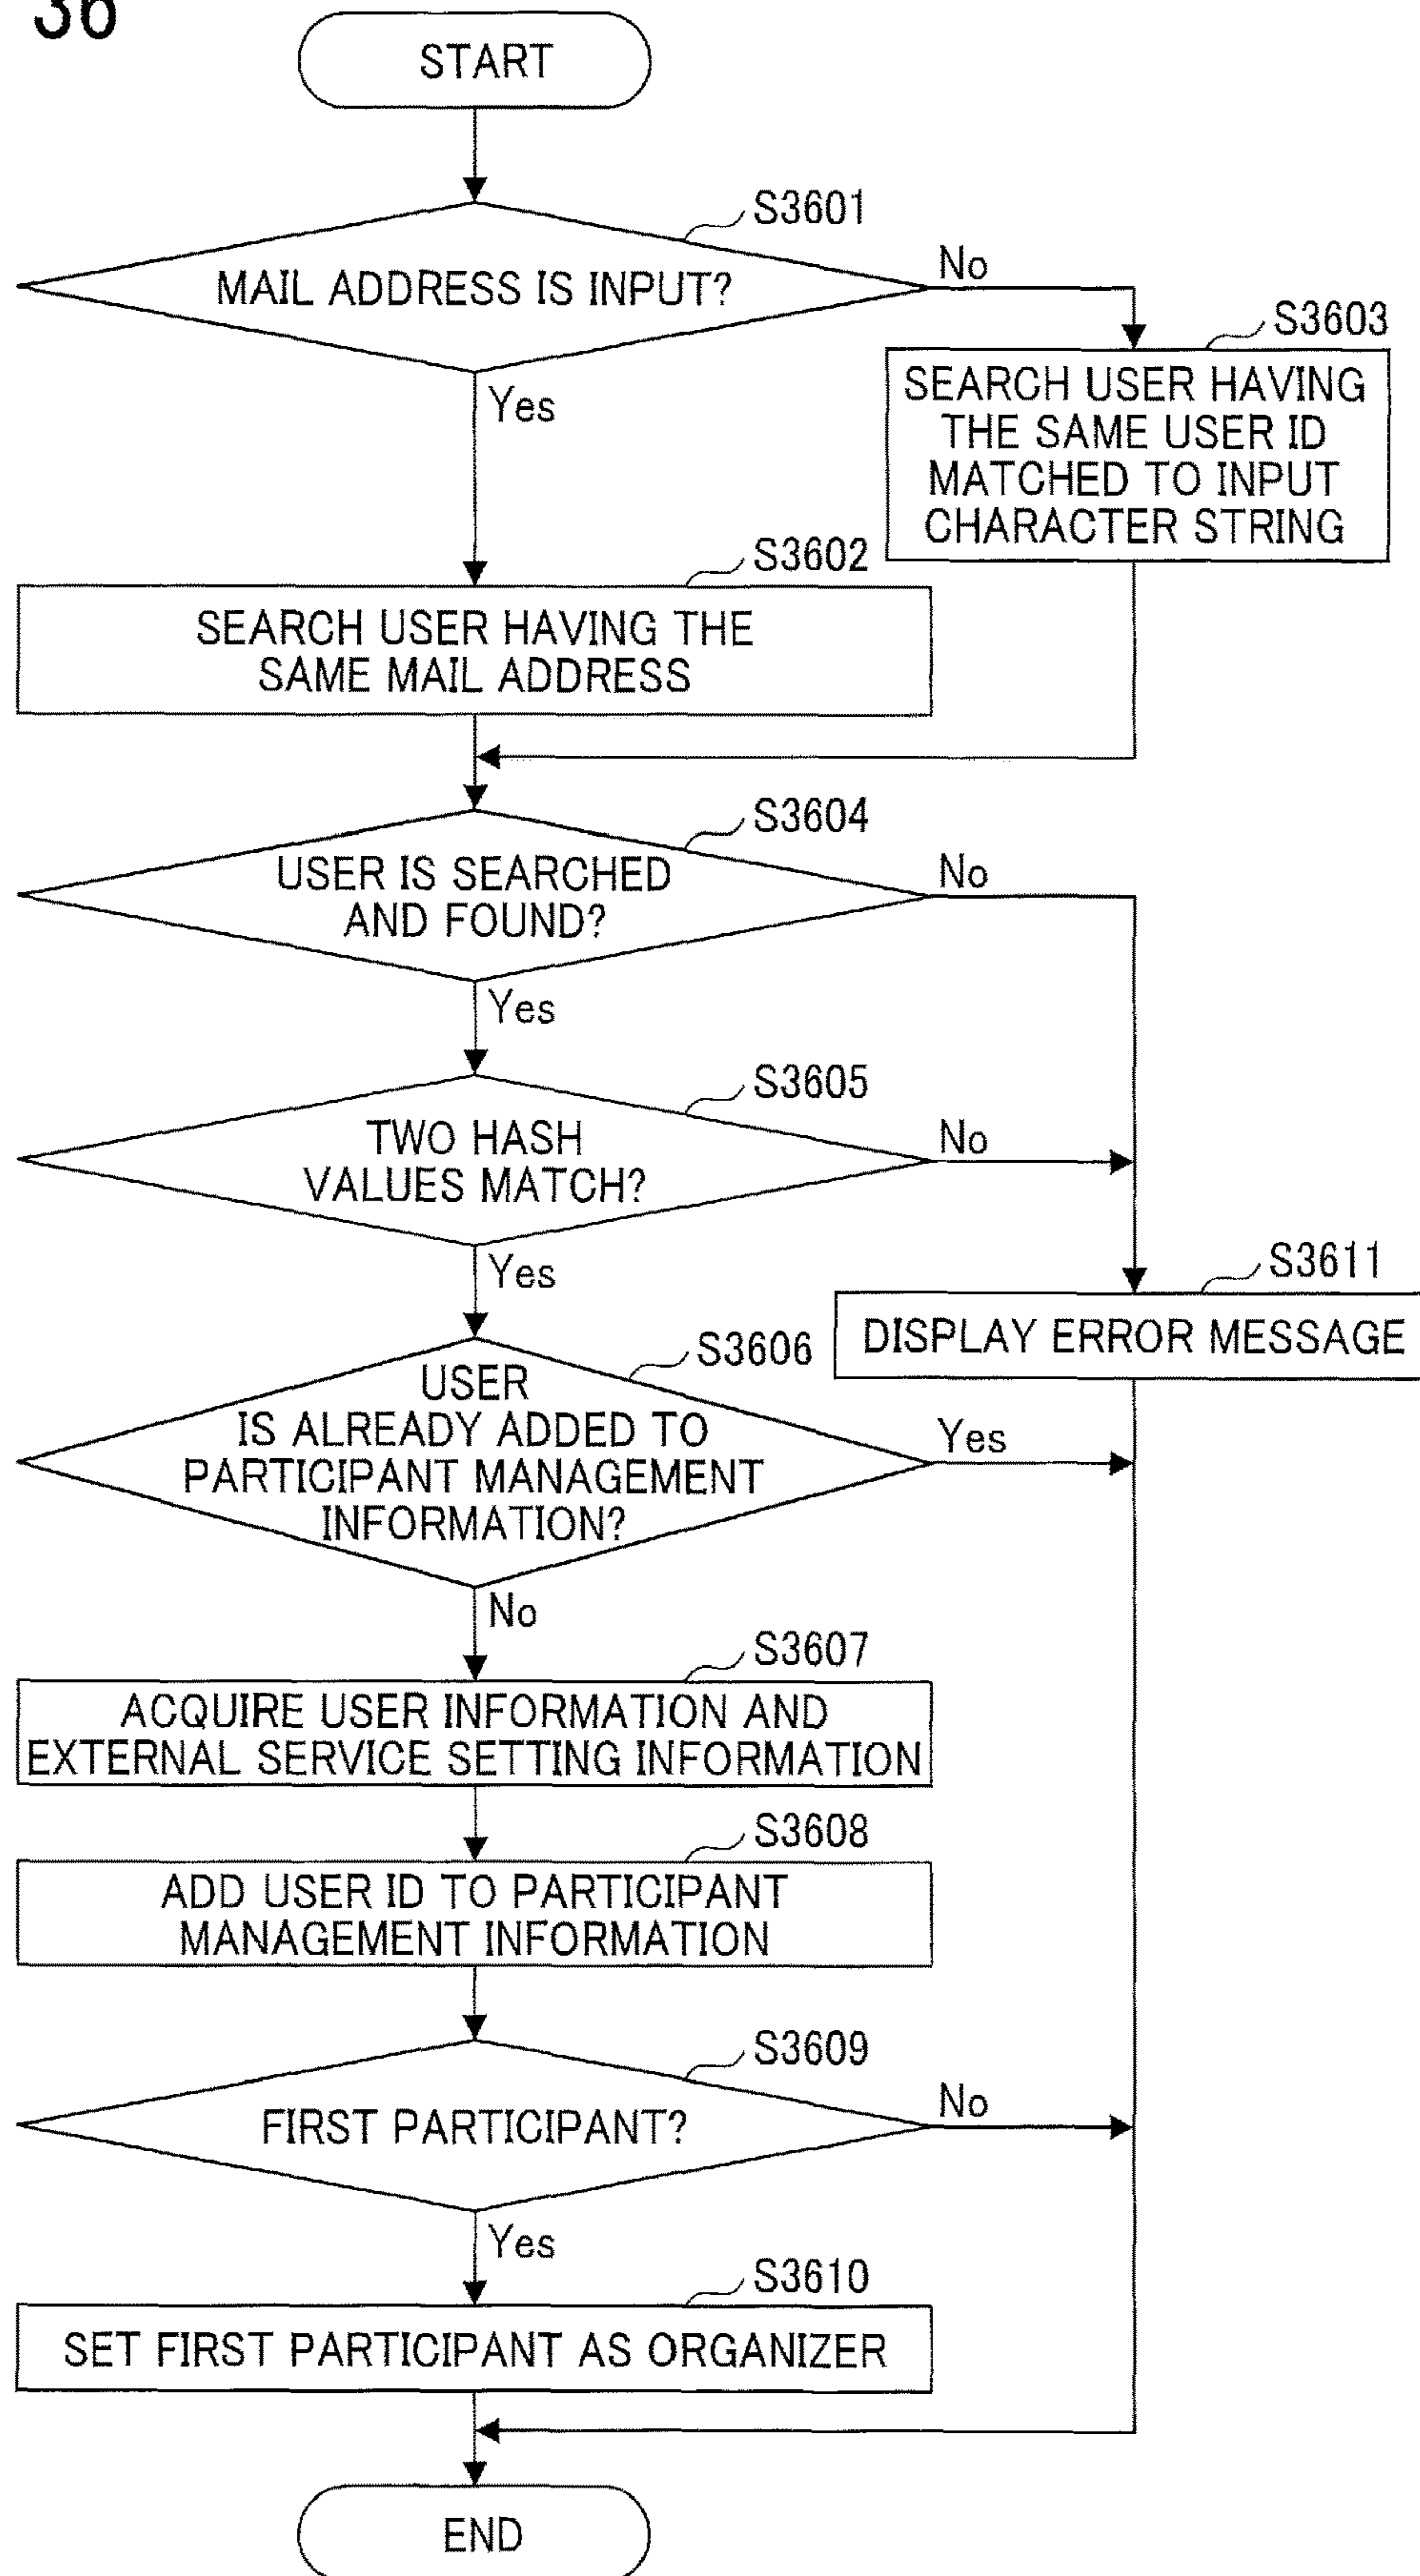 36
START
S3601
MAIL ADDRESS IS INPUT?
No
Yes
S3603
SEARCH USER HAVING
THE SAME USER ID
MATCHED TO INPUT
CHARACTER STRING
S3602
SEARCH USER HAVING THE
SAME MAIL ADDRESS
S3604
USER IS SEARCHED
AND FOUND?
No
Yes
S3605
TWO HASH
VALUES MATCH?
No
Yes
S3611
DISPLAY ERROR MESSAGE
S3606
USER
IS ALREADY ADDED TO
PARTICIPANT MANAGEMENT
INFORMATION?
Yes
No
S3607
ACQUIRE USER INFORMATION AND
EXTERNAL SERVICE SETTING INFORMATION
S3608
ADD USER ID TO PARTICIPANT
MANAGEMENT INFORMATION
S3609
FIRST PARTICIPANT?
No
Yes
S3610
SET FIRST PARTICIPANT AS ORGANIZER
END